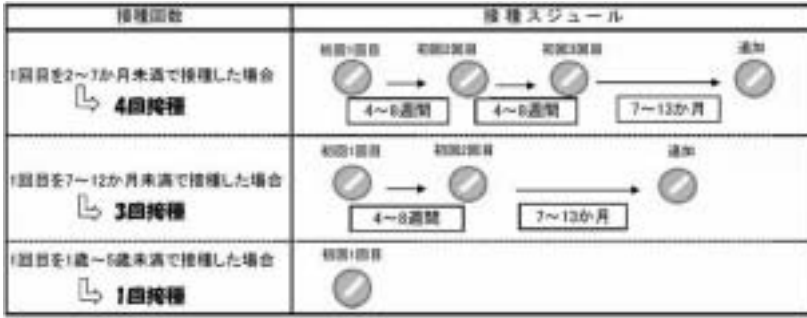 接種回数
接種スジュール
1回目を2～7か月未満で接種した場合
4回接種
初回1回目
初回2回目
初回3回目
追加
4～8週間
4～8週間
7～13か月
1回目を7～12か月未満で接種した場合
3回接種
初回1回目
初回2回目
追加
4～8週間
7～13か月
1回目を1歳～5歳未満で接種した場合
1回接種
初回1回目